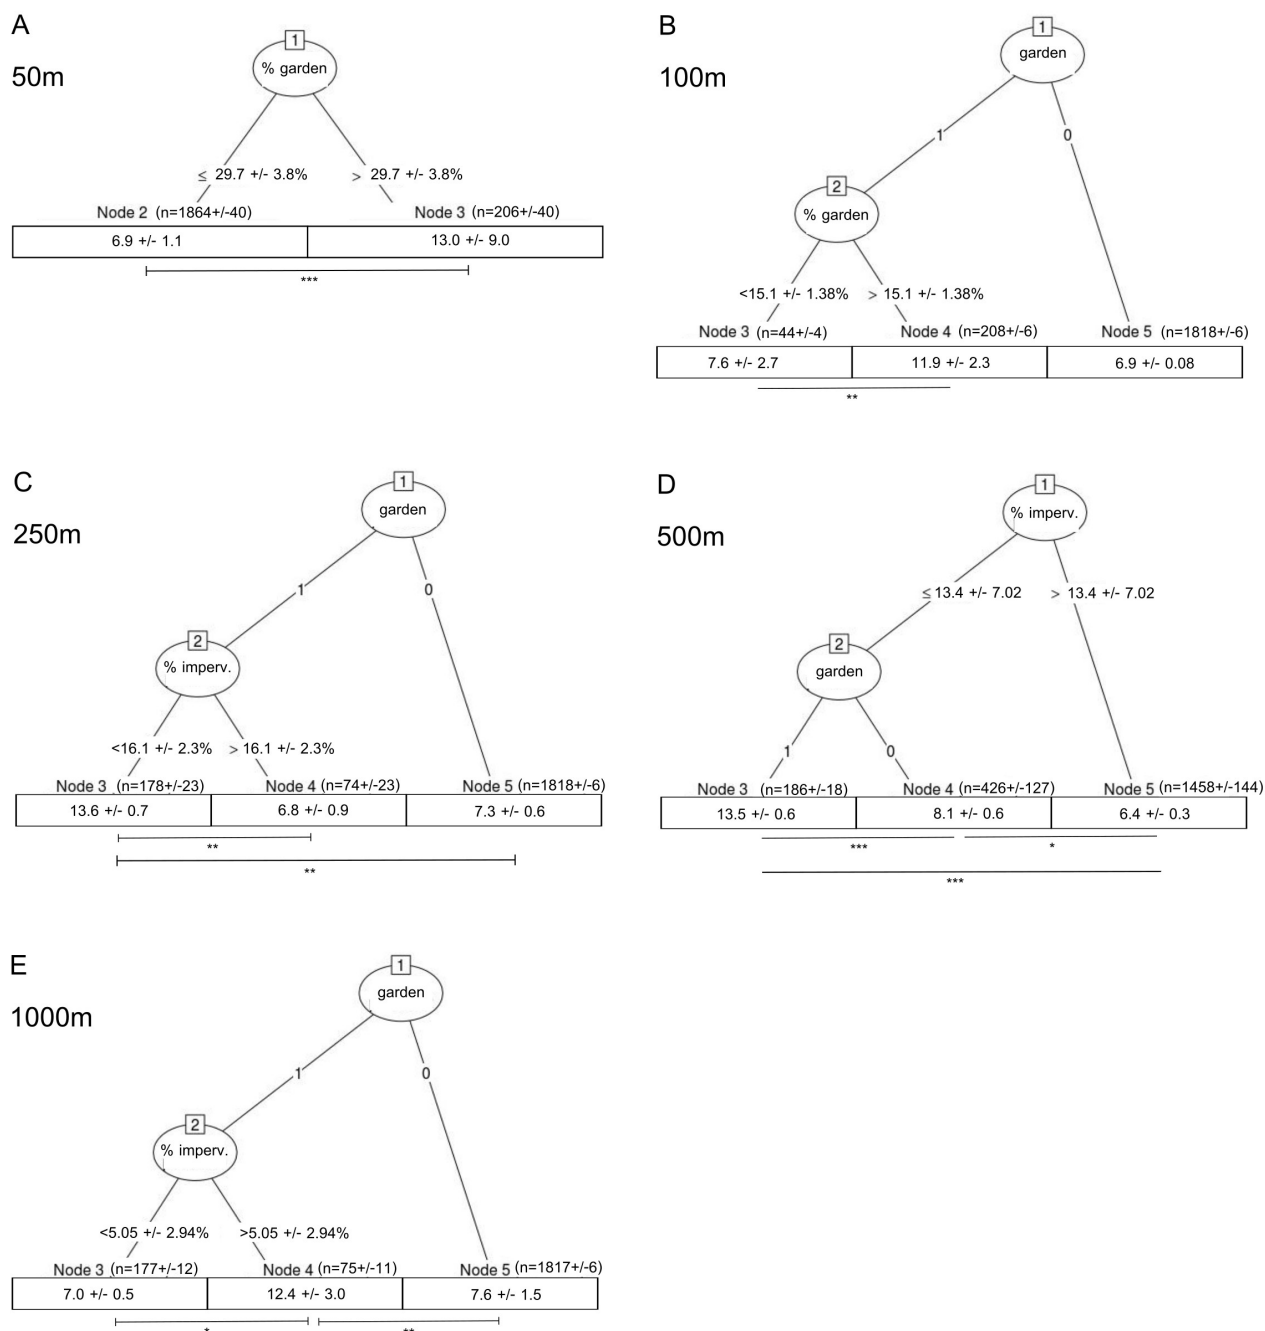 A
50m
1
% garden
≤ 29.7 +/- 3.8%
> 29.7 +/- 3.8%
Node 2 (n=1864+/-40)
Node 3 (n=206+/-40)
6.9 +/- 1.1
13.0 +/- 9.0
***
B
100m
1
garden
1
0
2
% garden
<15.1 +/- 1.38%
> 15.1 +/- 1.38%
Node 3 (n=44+/-4)
Node 4 (n=208+/-6)
Node 5 (n=1818+/-6)
7.6 +/- 2.7
11.9 +/- 2.3
6.9 +/- 0.08
**
C
250m
1
garden
1
0
2
% imperv.
<16.1 +/- 2.3%
> 16.1 +/- 2.3%
Node 3 (n=178+/-23)
Node 4 (n=74+/-23)
Node 5 (n=1818+/-6)
13.6 +/- 0.7
6.8 +/- 0.9
7.3 +/- 0.6
**
**
D
500m
1
% imperv.
≤ 13.4 +/- 7.02
> 13.4 +/- 7.02
2
garden
1
0
Node 3 (n=186+/-18)
Node 4 (n=426+/-127)
Node 5 (n=1458+/-144)
13.5 +/- 0.6
8.1 +/- 0.6
6.4 +/- 0.3
***
*
***
E
1000m
1
garden
1
0
2
% imperv.
<5.05 +/- 2.94%
>5.05 +/- 2.94%
Node 3 (n=177+/-12)
Node 4 (n=75+/-11)
Node 5 (n=1817+/-6)
7.0 +/- 0.5
12.4 +/- 3.0
7.6 +/- 1.5
*
**